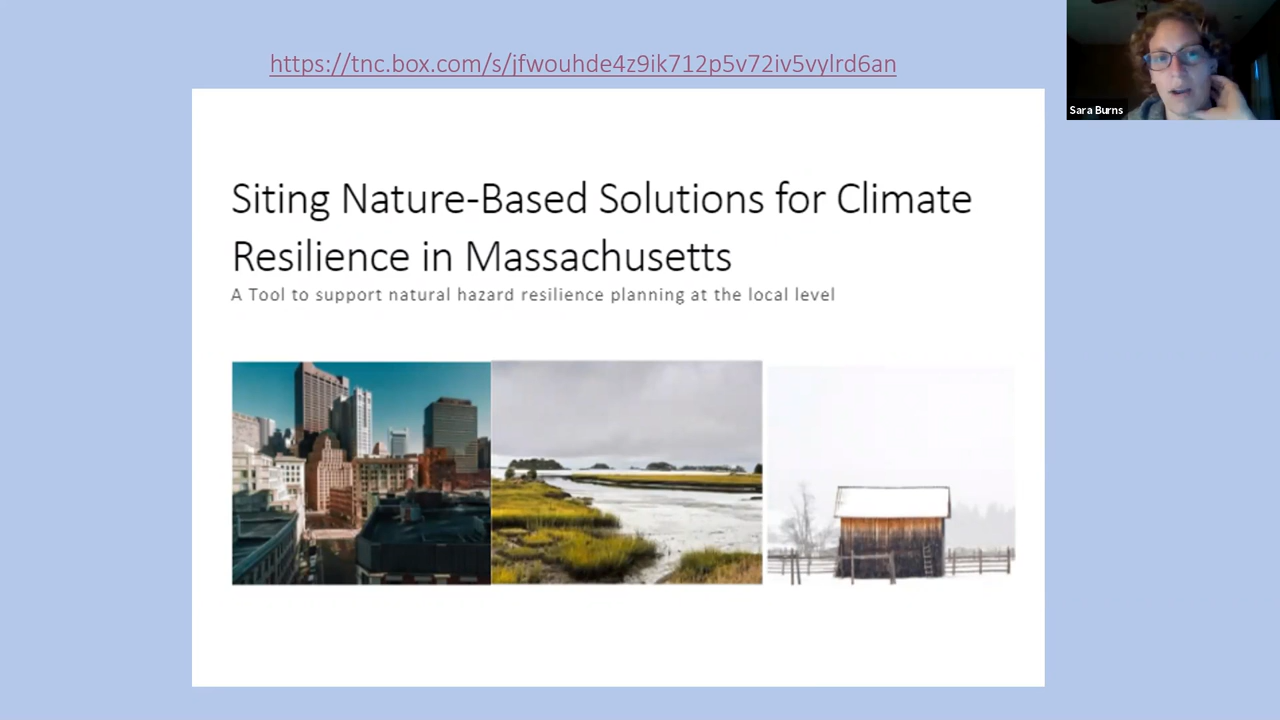 https://tnc.box.com/s/jfwouhde4z9ik712p5v72iv5vylrd6an
Sara Burns
Siting Nature-Based Solutions for Climate
Resilience in Massachusetts
A Tool to support natural hazard resilience planning at the local level